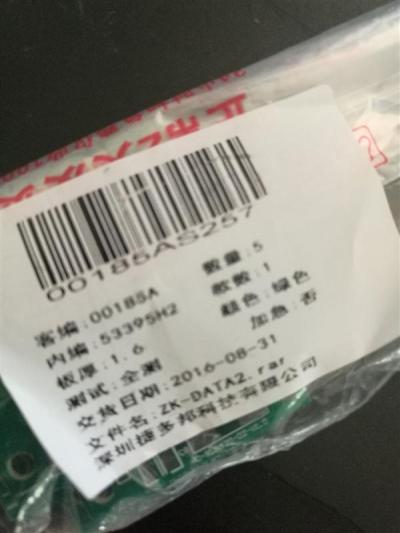 00185AS257
客编:00185A 数量:5
内编:53395H2 款数:1
板厚:1.6 颜色:绿色
测试:全测 加急:否
交货日期:2016-08-31
文件名:ZK-DATA2.rar
深圳捷多邦科技有限公司